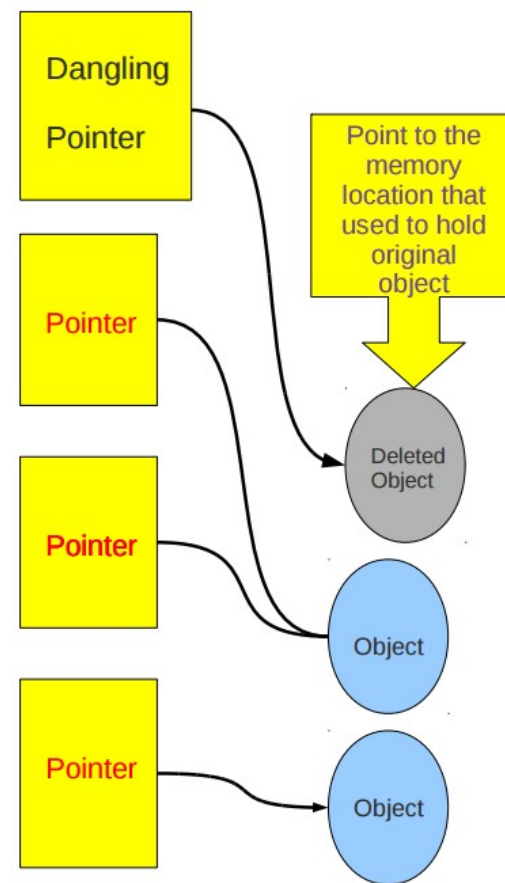 Dangling
Pointer
Point to the
memory
location that
used to hold
original
object
Pointer
Deleted
Object
Pointer
Object
Pointer
Object